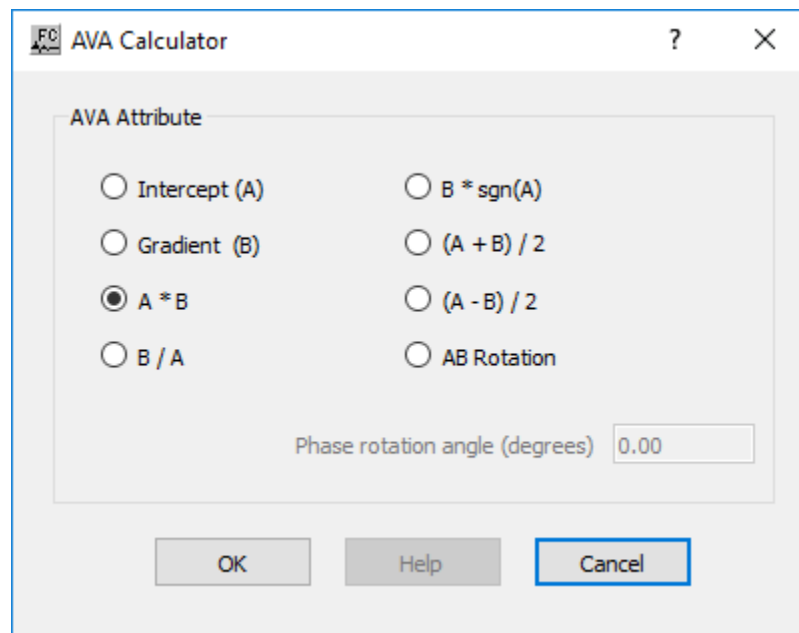 FC AVA Calculator ?
AVA Attribute
Intercept (A) B * sgn(A)
Gradient (B) (A + B) / 2
A * B (A - B) / 2
B / A AB Rotation
Phase rotation angle (degrees) 0.00
OK Help Cancel